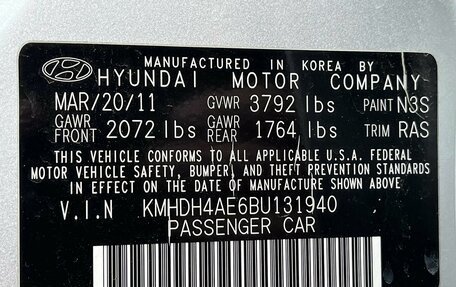 MANUFACTURED IN KOREA BY
HYUNDAI MOTOR COMPANY
MAR/20/11 GVWR 3792 lbs PAINT N3S
GAWR FRONT 2072 lbs GAWR REAR 1764 lbs TRIM RAS
THIS VEHICLE CONFORMS TO ALL APPLICABLE U.S.A. FEDERAL
MOTOR VEHICLE SAFETY, BUMPER, AND THEFT PREVENTION STANDARDS
IN EFFECT ON THE DATE OF MANUFACTURE SHOWN ABOVE
V.I.N KMHDH4AE6BU131940
PASSENGER CAR